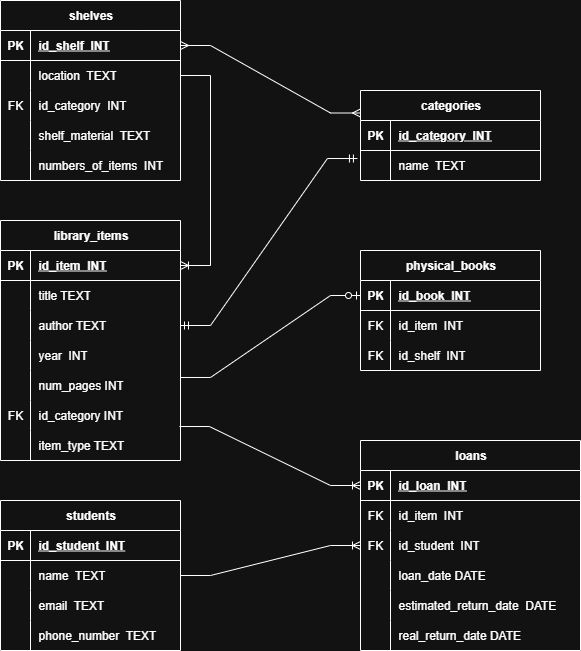 shelves
PK id_shelf INT
location TEXT
FK id_category INT
shelf_material TEXT
numbers_of_items INT
categories
PK id_category INT
name TEXT
library_items
PK id_item INT
title TEXT
author TEXT
year INT
num_pages INT
FK id_category INT
item_type TEXT
physical_books
PK id_book INT
FK id_item INT
FK id_shelf INT
students
PK id_student INT
name TEXT
email TEXT
phone_number TEXT
loans
PK id_loan INT
FK id_item INT
FK id_student INT
loan_date DATE
estimated_return_date DATE
real_return_date DATE